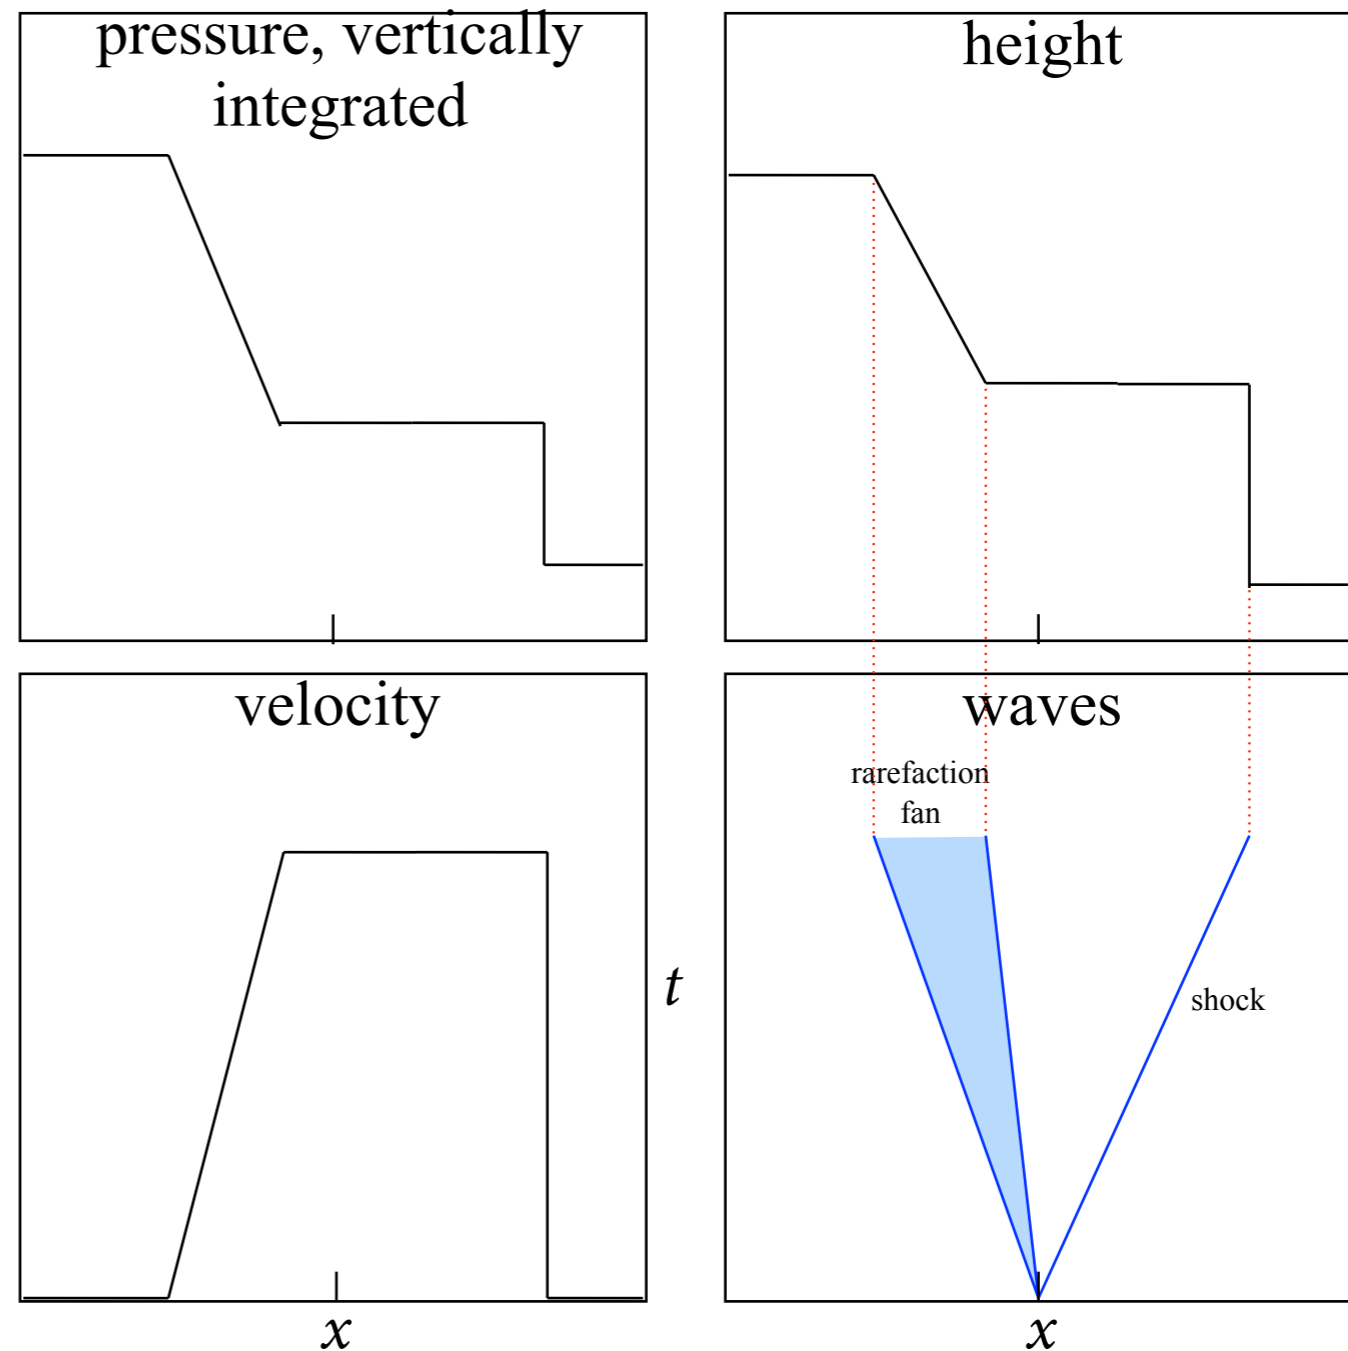 pressure, vertically
integrated
height
velocity
waves
rarefaction
fan
t
shock
x
x